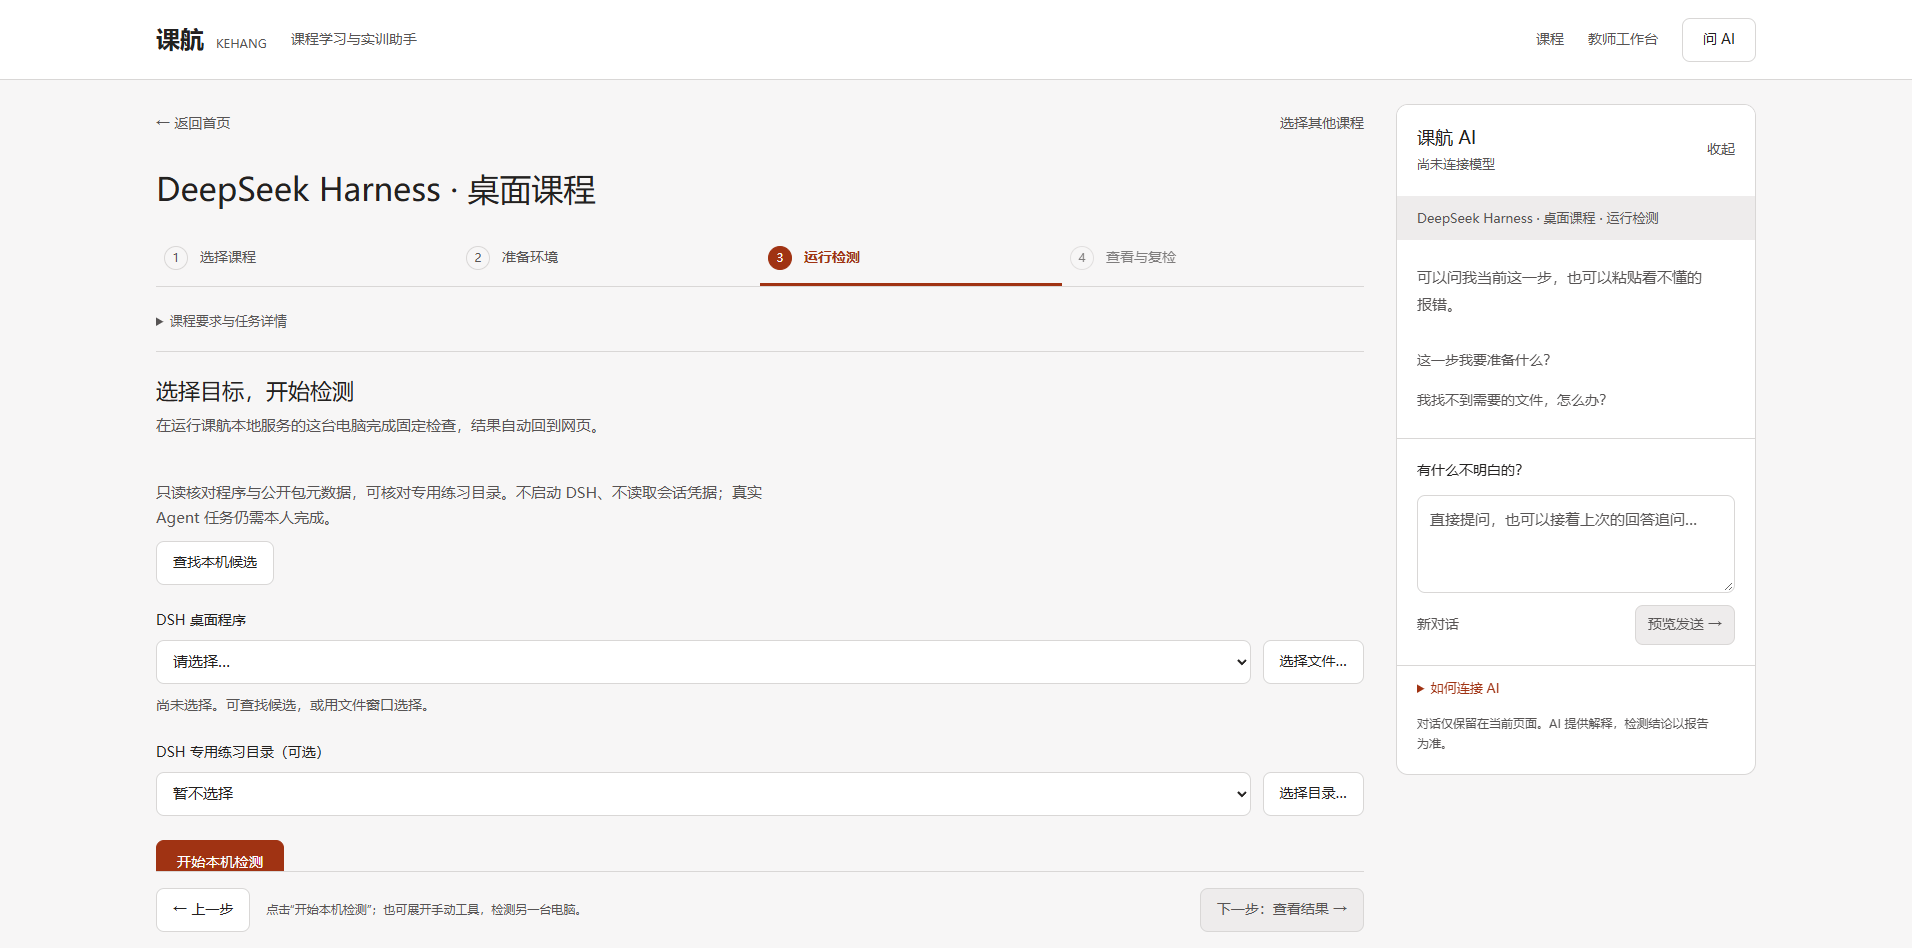 课航 KEHANG 课程学习与实训助手
课程 教师工作台 问 AI
← 返回首页
选择其他课程
DeepSeek Harness · 桌面课程
1 选择课程
2 准备环境
3 运行检测
4 查看与复检
▶ 课程要求与任务详情
选择目标，开始检测
在运行课航本地服务的这台电脑完成固定检查，结果自动回到网页。
只读核对程序与公开包元数据，可核对专用练习目录。不启动 DSH、不读取会话凭据；真实
Agent 任务仍需本人完成。
查找本机候选
DSH 桌面程序
请选择...
选择文件...
尚未选择。可查找候选，或用文件窗口选择。
DSH 专用练习目录（可选）
暂不选择
选择目录...
开始本机检测
← 上一步
点击“开始本机检测”；也可展开手动工具，检测另一台电脑。
下一步：查看结果 →
课航 AI
尚未连接模型
收起
DeepSeek Harness · 桌面课程 · 运行检测
可以问我当前这一步，也可以粘贴看不懂的
报错。
这一步我要准备什么？
我找不到需要的文件，怎么办？
有什么不明白的？
直接提问，也可以接着上次的回答追问...
新对话
预览发送 →
▶ 如何连接 AI
对话仅保留在当前页面。AI 提供解释，检测结论以报告
为准。